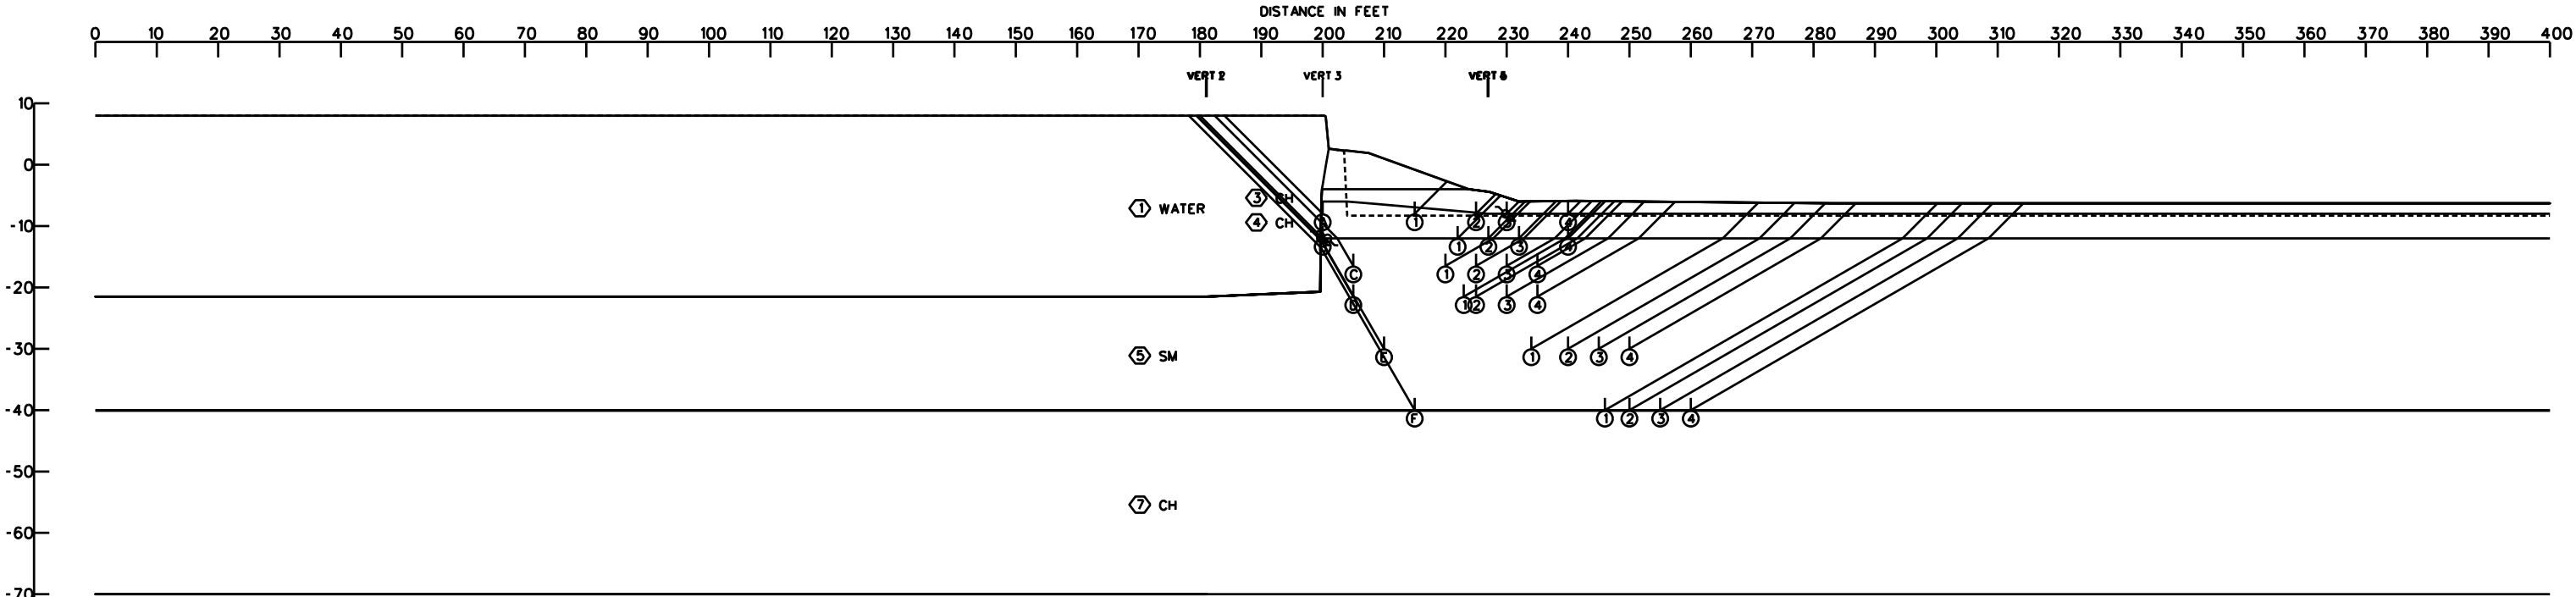 DISTANCE IN FEET
0 10 20 30 40 50 60 70 80 90 100 110 120 130 140 150 160 170 180 190 200 210 220 230 240 250 260 270 280 290 300 310 320 330 340 350 360 370 380 390 400
VERT 3
10
0
3 CH
1 WATER
-10
4 CH
A 1 2 4
1 2 3 4
C 1 2 3 4
-20
D 1 2 3 4
-30
5 SM
E 1 2 3 4
-40
F 1 2 3 4
-50
7 CH
-60
-70